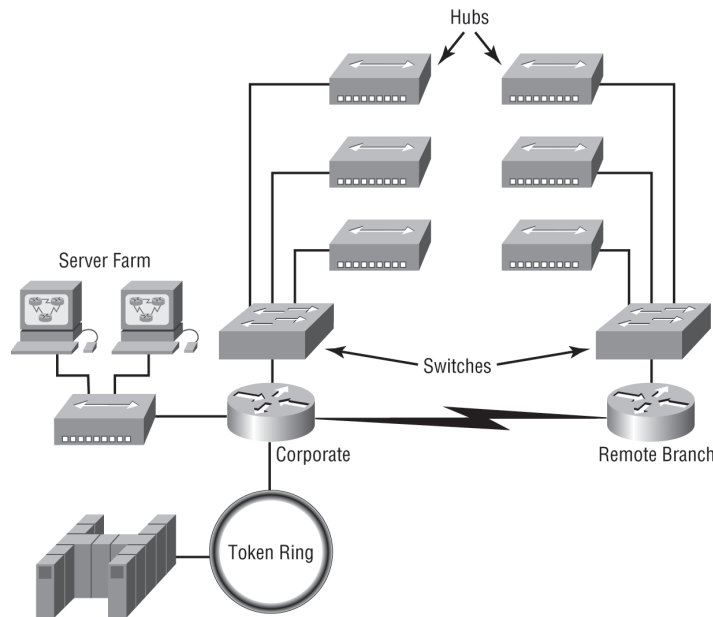 Hubs
Server Farm
Switches
Corporate
Remote Branch
Token Ring